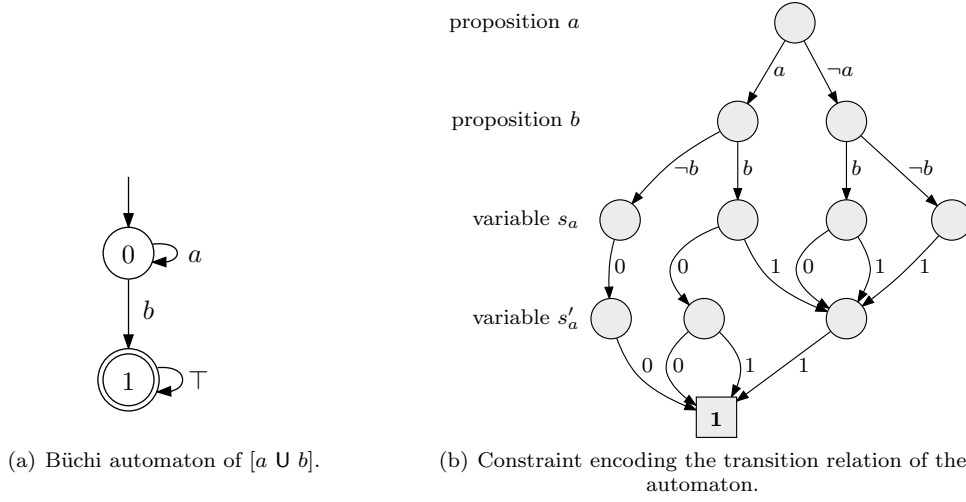 proposition a
a
¬a
proposition b
¬b
b
b
¬b
variable s_a
0
a
0
0
1
0
1
1
b
variable s'_a
1
⊤
0
0
1
1
1
(a) Büchi automaton of [a U b].
(b) Constraint encoding the transition relation of the
automaton.